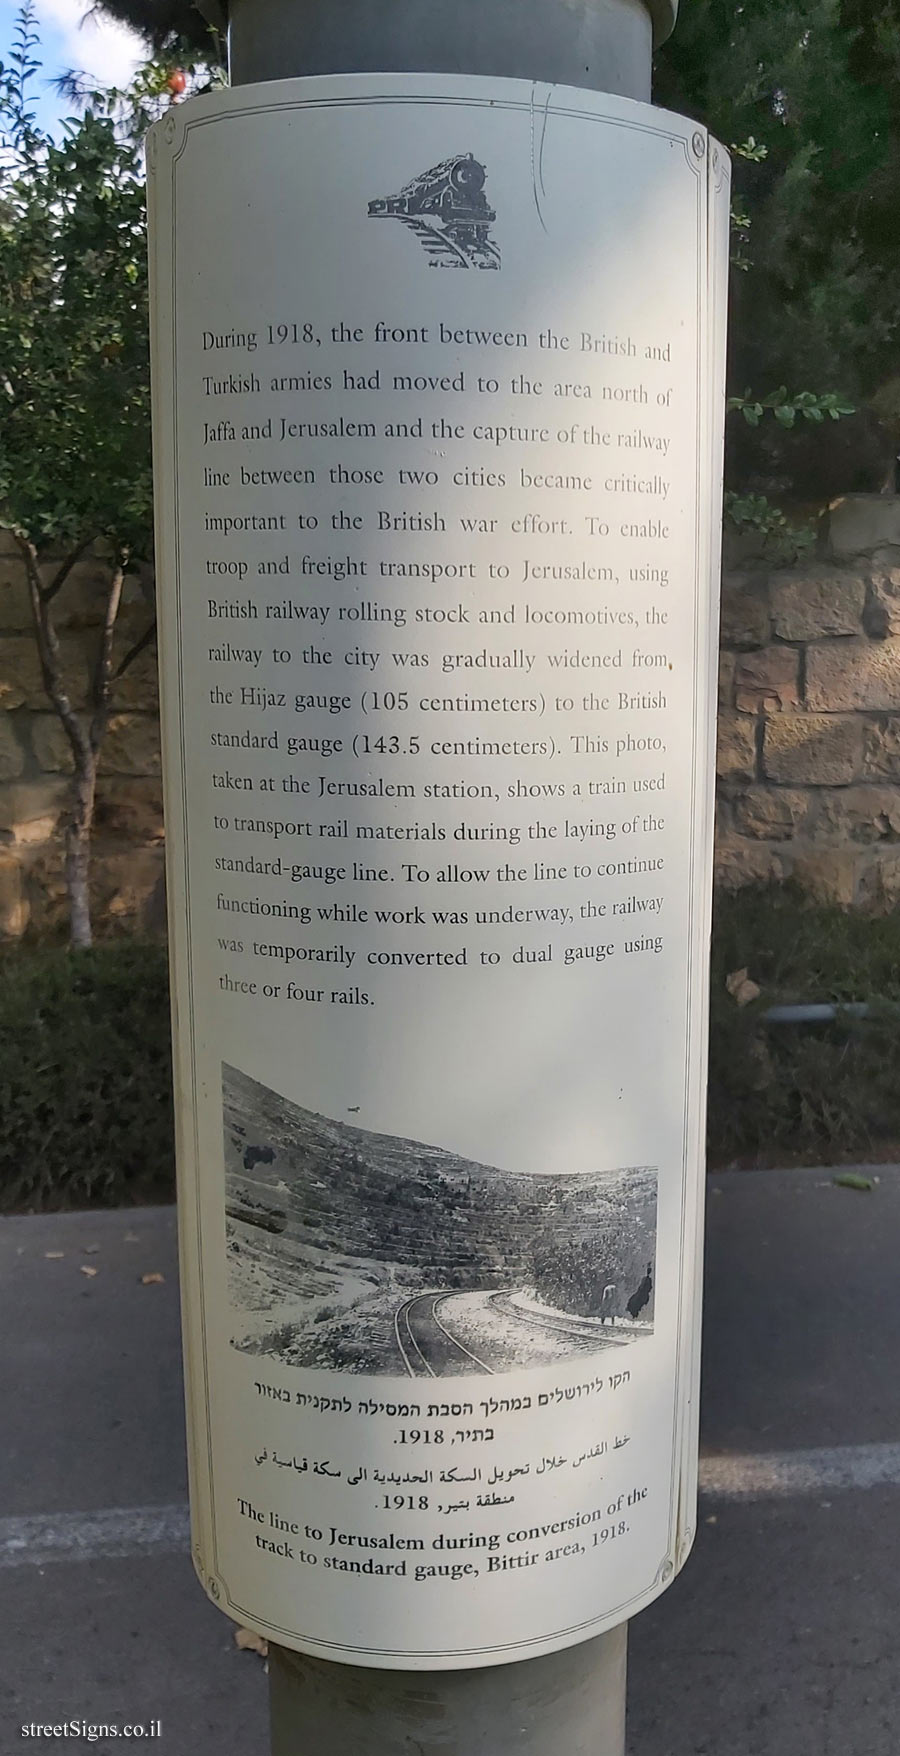 During 1918, the front between the British and
Turkish armies had moved to the area north of
Jaffa and Jerusalem and the capture of the railway
line between those two cities became critically
important to the British war effort. To enable
troop and freight transport to Jerusalem, using
British railway rolling stock and locomotives, the
railway to the city was gradually widened from
the Hijaz gauge (105 centimeters) to the British
standard gauge (143.5 centimeters). This photo,
taken at the Jerusalem station, shows a train used
to transport rail materials during the laying of the
standard-gauge line. To allow the line to continue
functioning while work was underway, the railway
was temporarily converted to dual gauge using
three or four rails.
הקו לירושלים במהלך הסבת המסילה לתקנית באזור
בתיר, 1918.
خط القدس خلال تحويل السكة الحديدية الى سكة قياسية في
منطقة بتير, 1918.
The line to Jerusalem during conversion of the
track to standard gauge, Bittir area, 1918.
streetSigns.co.il